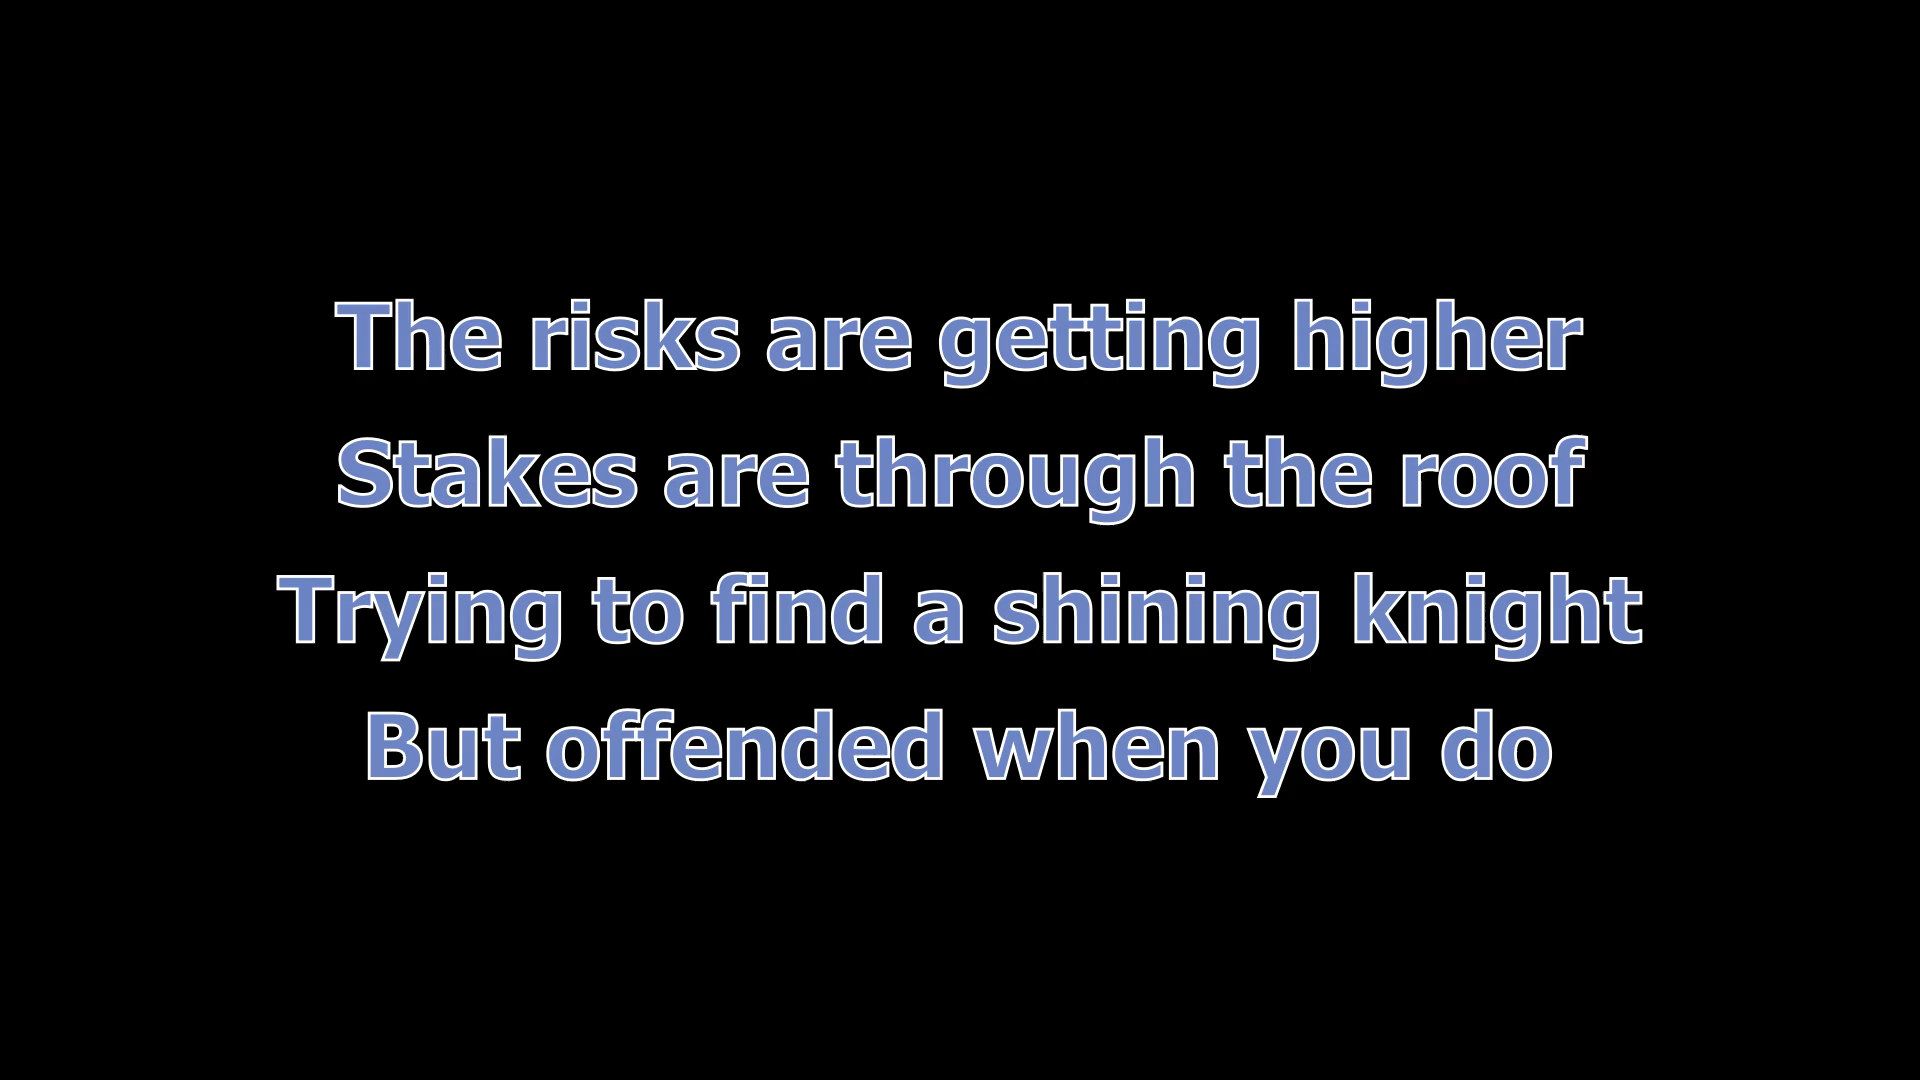 The risks are getting higher
Stakes are through the roof
Trying to find a shining knight
But offended when you do